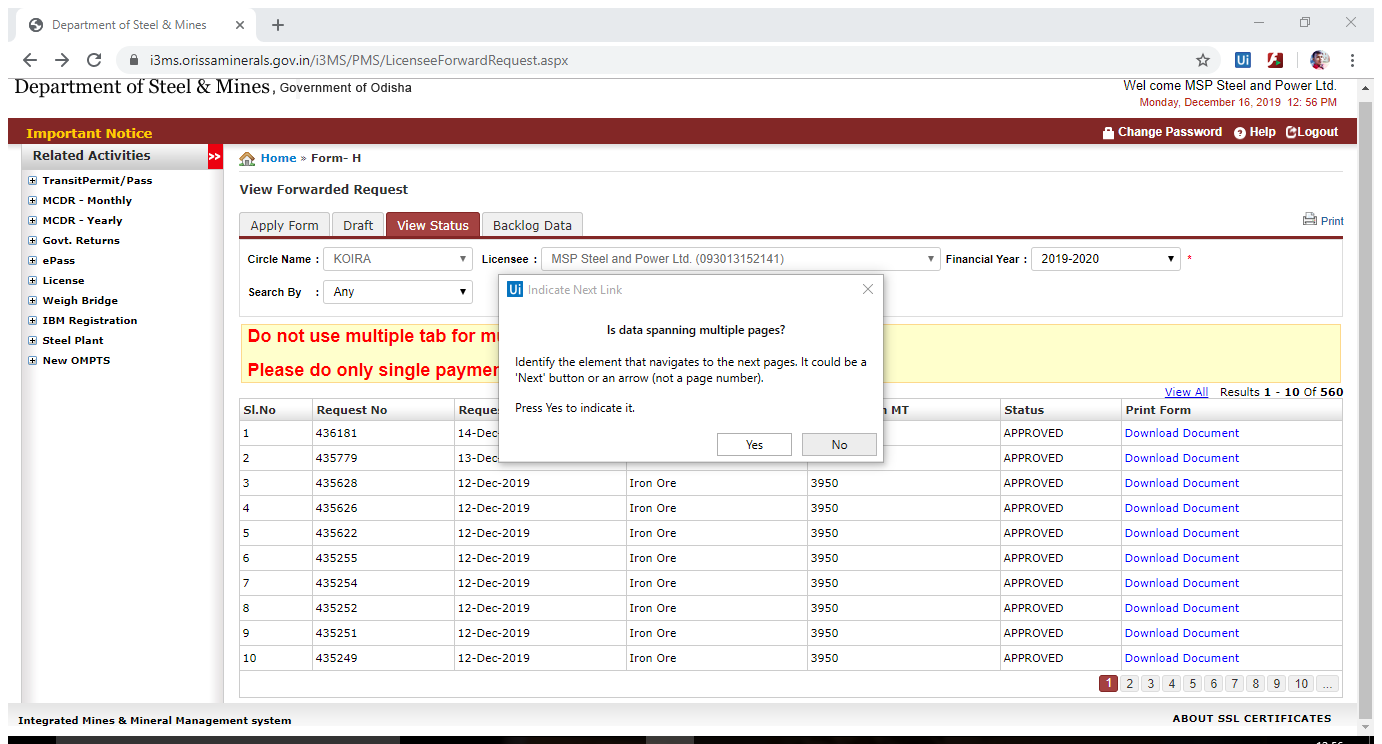 Department of Steel & Mines
i3ms.orissaminerals.gov.in/i3MS/PMS/LicenseeForwardRequest.aspx
Ui
Department of Steel & Mines, Government of Odisha
Wel come MSP Steel and Power Ltd.
Monday, December 16, 2019 12: 56 PM
Important Notice
Change Password Help Logout
Related Activities >>
TransitPermit/Pass
MCDR - Monthly
MCDR - Yearly
Govt. Returns
ePass
License
Weigh Bridge
IBM Registration
Steel Plant
New OMPTS
Home » Form- H
View Forwarded Request
Apply Form Draft View Status Backlog Data
Print
Circle Name : KOIRA Licensee : MSP Steel and Power Ltd. (093013152141) Financial Year : 2019-2020 *
Search By : Any
Ui Indicate Next Link
Is data spanning multiple pages?
Identify the element that navigates to the next pages. It could be a
'Next' button or an arrow (not a page number).
Press Yes to indicate it.
Yes No
Do not use multiple tab for
Please do only single
View All Results 1 - 10 Of 560
Sl.No Request No MT Status Print Form
1 436181 14-Dec APPROVED Download Document
2 435779 13-Dec APPROVED Download Document
3 435628 12-Dec-2019 Iron Ore 3950 APPROVED Download Document
4 435626 12-Dec-2019 Iron Ore 3950 APPROVED Download Document
5 435622 12-Dec-2019 Iron Ore 3950 APPROVED Download Document
6 435255 12-Dec-2019 Iron Ore 3950 APPROVED Download Document
7 435254 12-Dec-2019 Iron Ore 3950 APPROVED Download Document
8 435252 12-Dec-2019 Iron Ore 3950 APPROVED Download Document
9 435251 12-Dec-2019 Iron Ore 3950 APPROVED Download Document
10 435249 12-Dec-2019 Iron Ore 3950 APPROVED Download Document
1 2 3 4 5 6 7 8 9 10 ...
Integrated Mines & Mineral Management system
ABOUT SSL CERTIFICATES